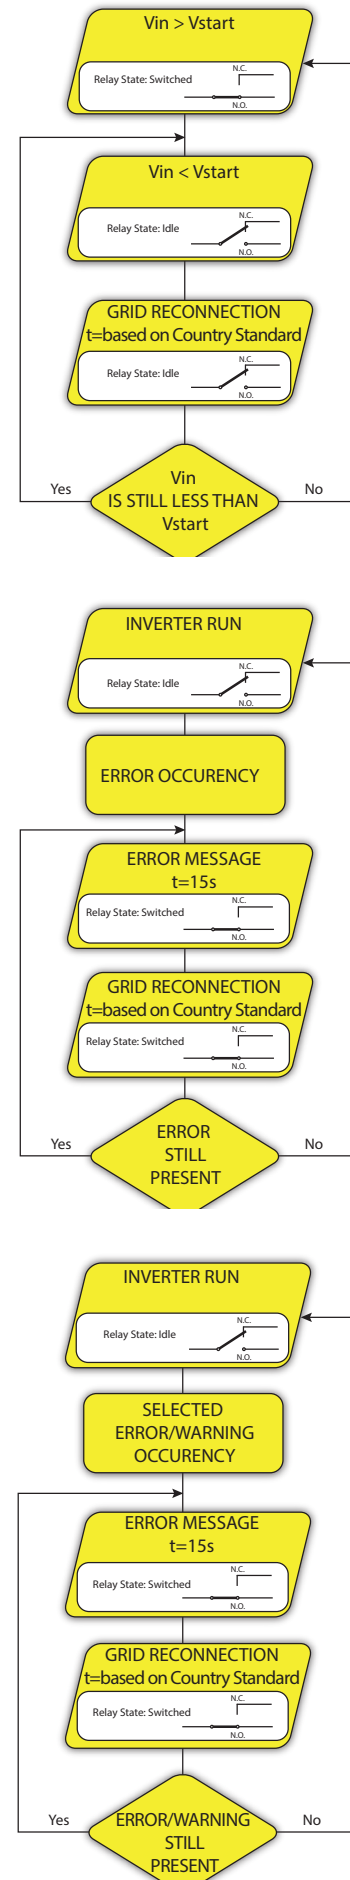 Vin > Vstart
N.C.
Relay State: Switched
N.O.
Vin < Vstart
N.C.
Relay State: Idle
N.O.
GRID RECONNECTION
t=based on Country Standard
N.C.
Relay State: Idle
N.O.
Vin
Yes
IS STILL LESS THAN
No
Vstart
INVERTER RUN
N.C.
Relay State: Idle
N.O.
ERROR OCCURENCY
ERROR MESSAGE
t=15s
N.C.
Relay State: Switched
N.O.
GRID RECONNECTION
t=based on Country Standard
N.C.
Relay State: Switched
N.O.
ERROR
Yes
STILL
No
PRESENT
INVERTER RUN
N.C.
Relay State: Idle
N.O.
SELECTED
ERROR/WARNING
OCCURENCY
ERROR MESSAGE
t=15s
N.C.
Relay State: Switched
N.O.
GRID RECONNECTION
t=based on Country Standard
N.C.
Relay State: Switched
N.O.
Yes
ERROR/WARNING
No
STILL
PRESENT